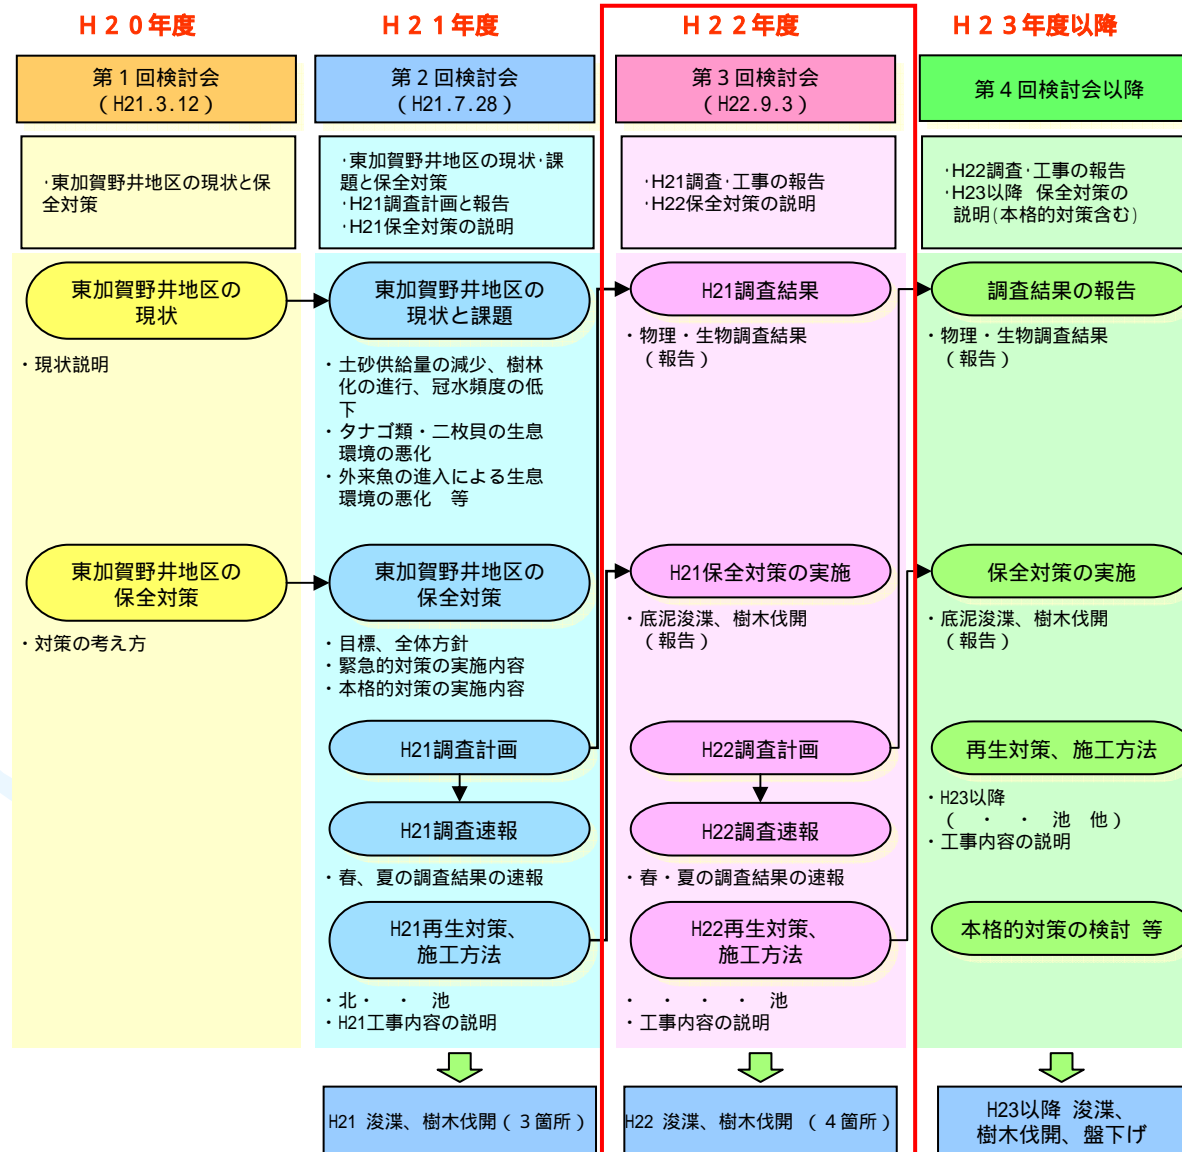 H20年度
第1回検討会
(H21.3.12)
・東加賀野井地区の現状と保
全対策
東加賀野井地区の
現状
・現状説明
東加賀野井地区の
保全対策
・対策の考え方
H21年度
第2回検討会
(H21.7.28)
・東加賀野井地区の現状・課
題と保全対策
・H21調査計画と報告
・H21保全対策の説明
東加賀野井地区の
現状と課題
・土砂供給量の減少、樹林
化の進行、冠水頻度の低
下
・タナゴ類・二枚貝の生息
環境の悪化
・外来魚の進入による生息
環境の悪化 等
東加賀野井地区の
保全対策
・目標、全体方針
・緊急的対策の実施内容
・本格的対策の実施内容
H21調査計画
H21調査速報
・春、夏の調査結果の速報
H21再生対策、
施工方法
・北・ ・ 池
・H21工事内容の説明
H21 浚渫、樹木伐開(3箇所)
H22年度
第3回検討会
(H22.9.3)
・H21調査・工事の報告
・H22保全対策の説明
H21調査結果
・物理・生物調査結果
(報告)
H21保全対策の実施
・底泥浚渫、樹木伐開
(報告)
H22調査計画
H22調査速報
・春・夏の調査結果の速報
H22再生対策、
施工方法
・ ・ ・ ・ 池
・工事内容の説明
H22 浚渫、樹木伐開 (4箇所)
H23年度以降
第4回検討会以降
・H22調査・工事の報告
・H23以降 保全対策の
説明(本格的対策含む)
調査結果の報告
・物理・生物調査結果
(報告)
保全対策の実施
・底泥浚渫、樹木伐開
(報告)
再生対策、施工方法
・H23以降
( ・ ・ 池 他)
・工事内容の説明
本格的対策の検討 等
H23以降 浚渫、
樹木伐開、盤下げ